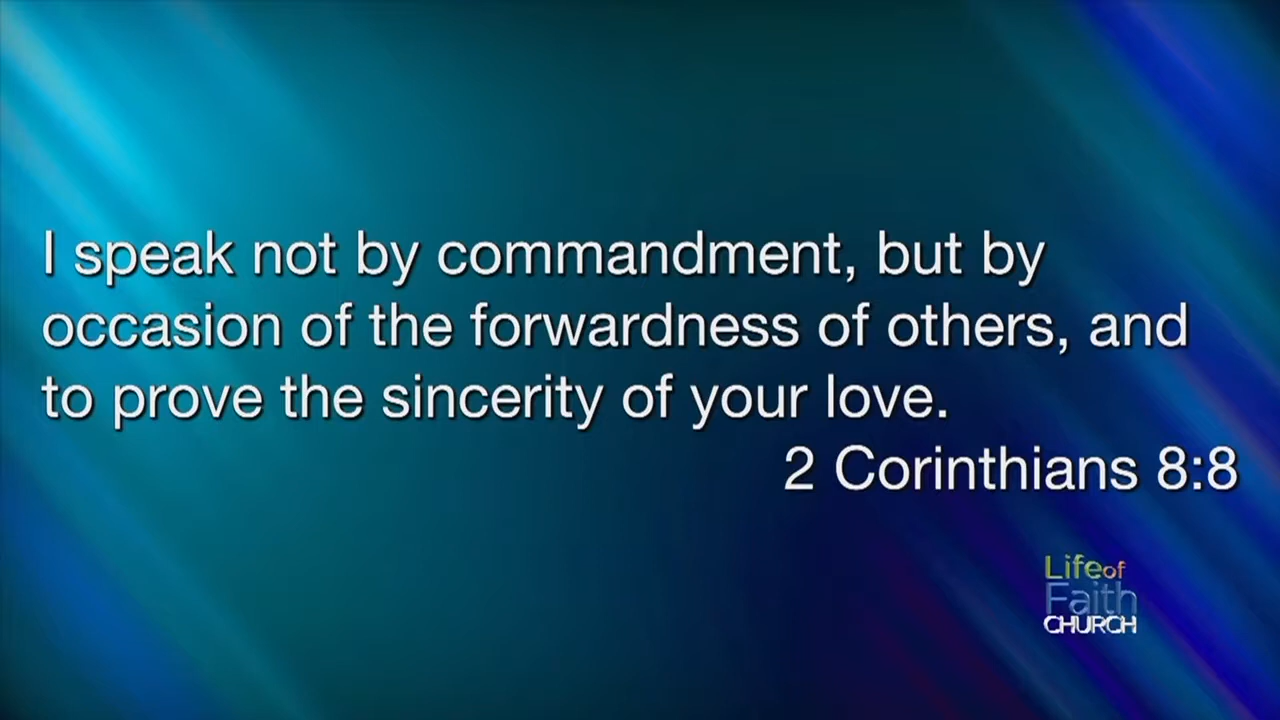 I speak not by commandment, but by
occasion of the forwardness of others, and
to prove the sincerity of your love.
2 Corinthians 8:8
Life of
Faith
CHURCH